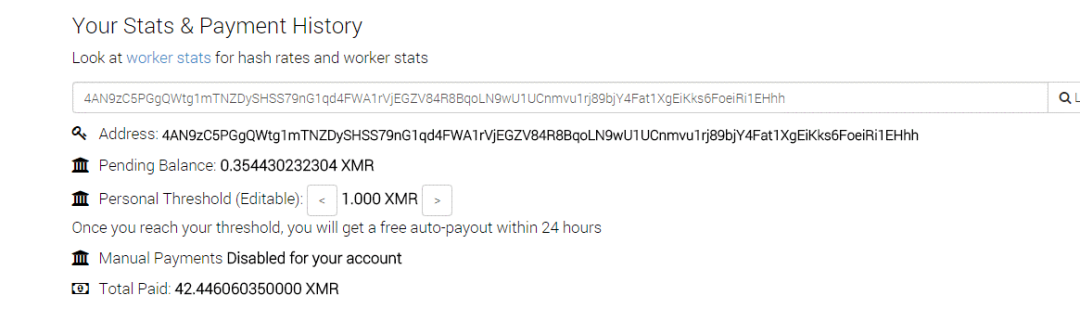 Your Stats & Payment History
Look at worker stats for hash rates and worker stats
4AN9zC5PGgQWtg1mTNZDySHSS79nG1qd4FWA1rVjEGZV84R8BqoLN9wU1UCnmvu1rj89bjY4Fat1XgEiKks6FoeiRi1EHhh
Address: 4AN9zC5PGgQWtg1mTNZDySHSS79nG1qd4FWA1rVjEGZV84R8BqoLN9wU1UCnmvu1rj89bjY4Fat1XgEiKks6FoeiRi1EHhh
Pending Balance: 0.354430232304 XMR
Personal Threshold (Editable): < 1.000 XMR >
Once you reach your threshold, you will get a free auto-payout within 24 hours
Manual Payments Disabled for your account
Total Paid: 42.446060350000 XMR